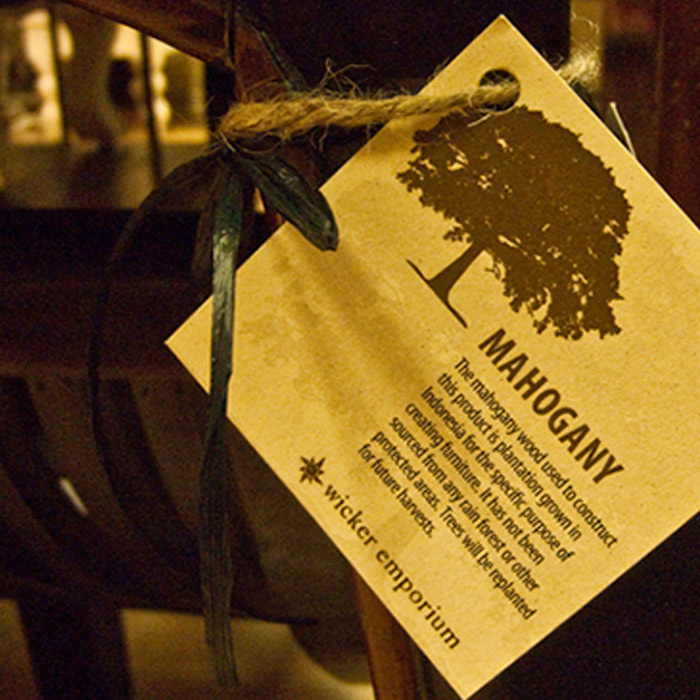 MAHOGANY
The mahogany wood used to construct
this product is plantation grown in
Indonesia for the specific purpose of
creating furniture. It has not been
sourced from any rain forest or other
protected areas. Trees will be replanted
for future harvests.
wicker emporium